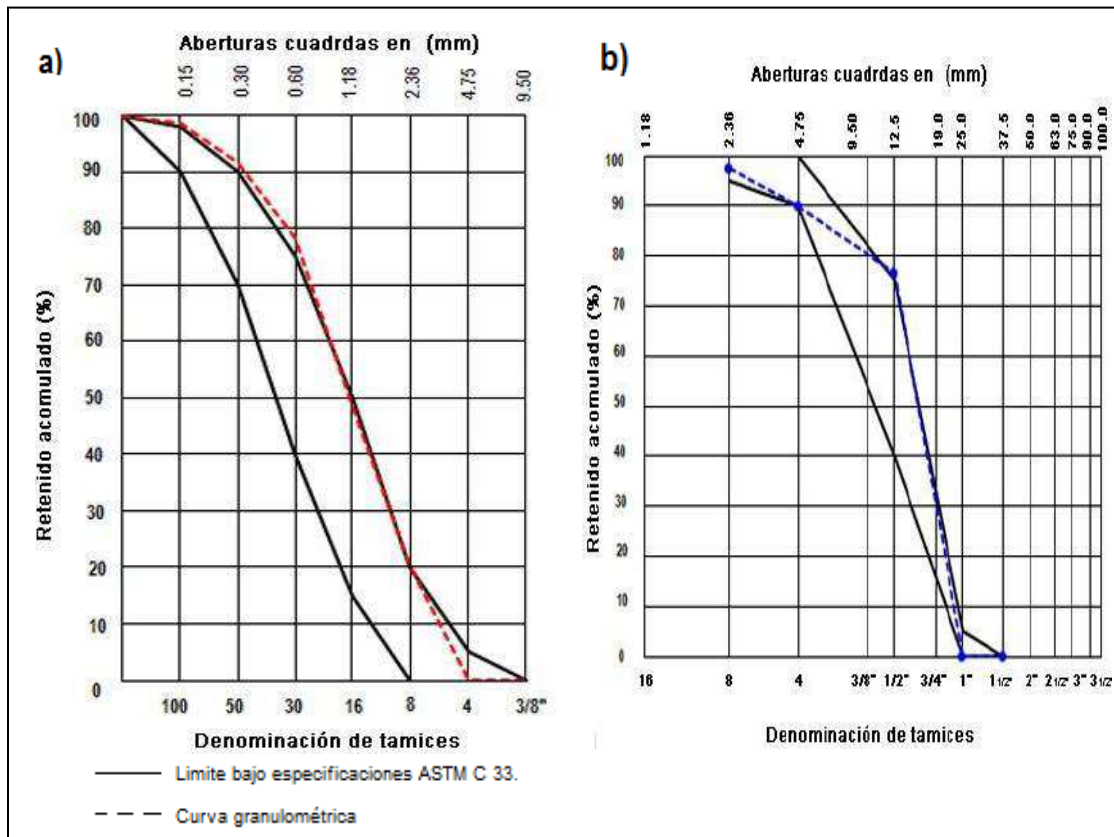 a)
Aberturas cuadrdas en (mm)
0.15 0.30 0.60 1.18 2.36 4.75 9.50
100
90
80
70
60
50
40
30
20
10
0
Retenido acomulado (%)
100 50 30 16 8 4 3/8"
Denominación de tamices
Limite bajo especificaciones ASTM C 33.
Curva granulométrica
b)
Aberturas cuadrdas en (mm)
1.18 2.36 4.75 9.50 12.5 19.0 25.0 37.5 50.0 63.0 75.0 90.0 100.0
100
90
80
70
60
50
40
30
20
10
0
Retenido acomulado (%)
16 8 4 3/8" 1/2" 3/4" 1" 1 1/2" 2" 2 1/2" 3" 3 1/2"
Denominación de tamices